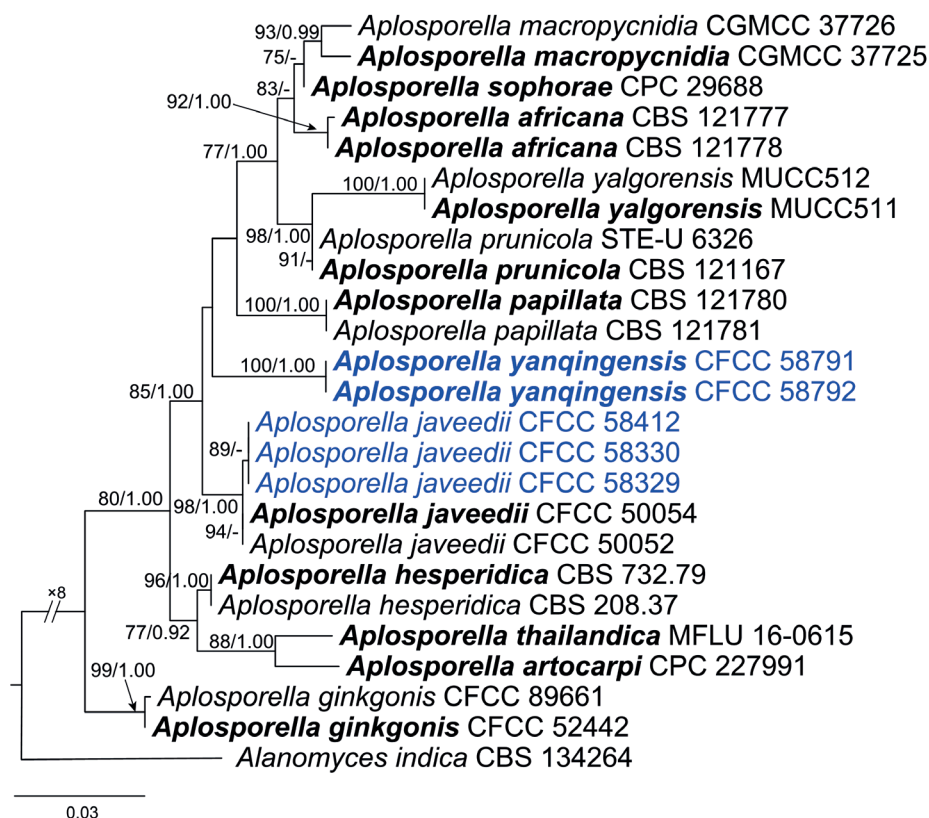 93/0.99
Aplosporella macropycnidia CGMCC 37726
75/-
Aplosporella macropycnidia CGMCC 37725
83/-
Aplosporella sophorae CPC 29688
92/1.00
Aplosporella africana CBS 121777
Aplosporella africana CBS 121778
77/1.00
100/1.00
Aplosporella yalgorensis MUCC512
Aplosporella yalgorensis MUCC511
98/1.00
Aplosporella prunicola STE-U 6326
91/-
Aplosporella prunicola CBS 121167
100/1.00
Aplosporella papillata CBS 121780
Aplosporella papillata CBS 121781
100/1.00
Aplosporella yanqingensis CFCC 58791
Aplosporella yanqingensis CFCC 58792
85/1.00
Aplosporella javeedii CFCC 58412
89/-
Aplosporella javeedii CFCC 58330
Aplosporella javeedii CFCC 58329
80/1.00
98/1.00
Aplosporella javeedii CFCC 50054
94/-
Aplosporella javeedii CFCC 50052
96/1.00
Aplosporella hesperidica CBS 732.79
×8
Aplosporella hesperidica CBS 208.37
77/0.92
88/1.00
Aplosporella thailandica MFLU 16-0615
Aplosporella artocarpi CPC 227991
99/1.00
Aplosporella ginkgonis CFCC 89661
Aplosporella ginkgonis CFCC 52442
Alanomyces indica CBS 134264
0.03